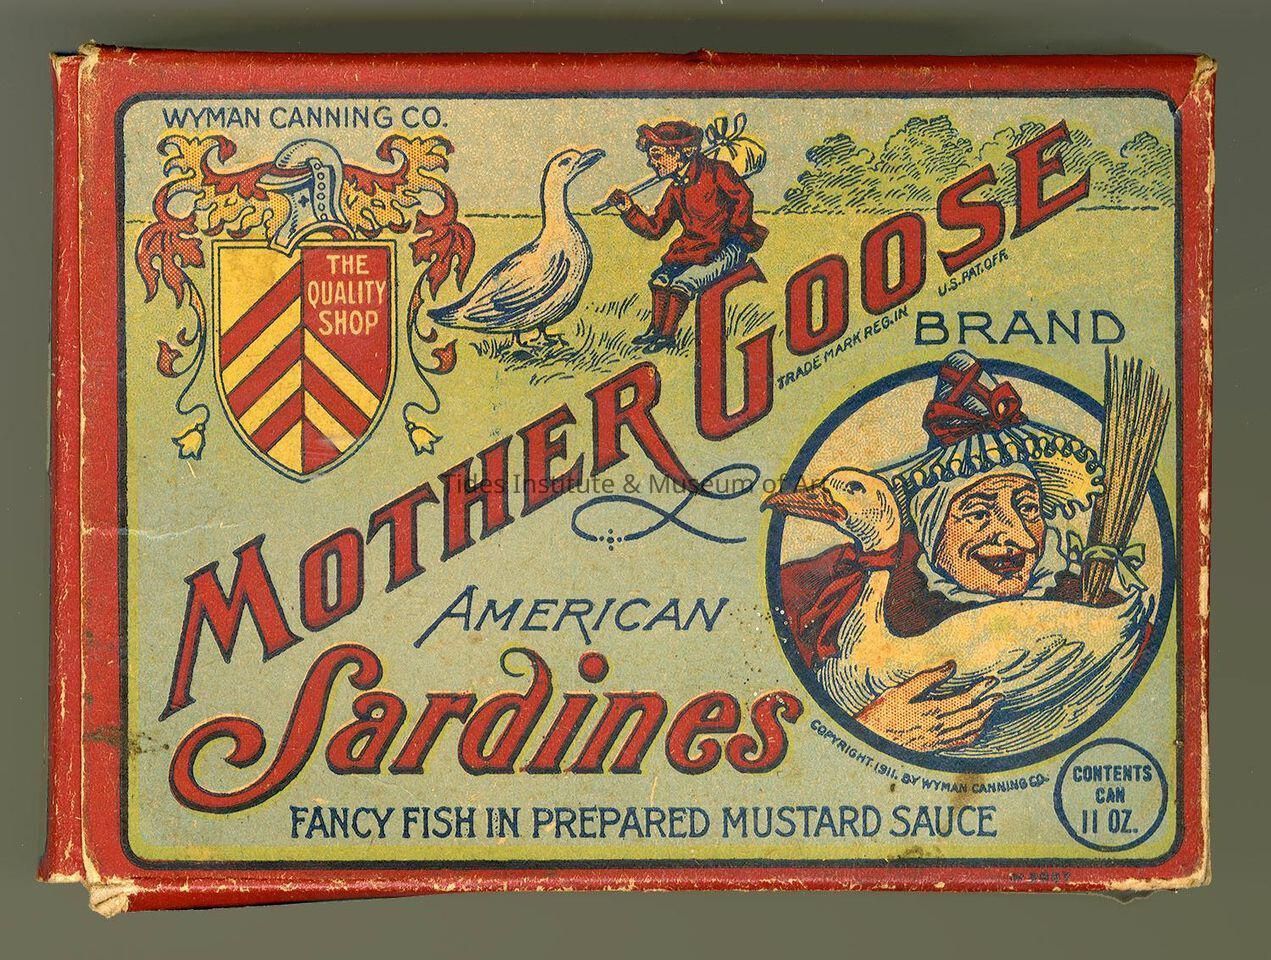 WYMAN CANNING CO.
THE
QUALITY
SHOP
MOTHER GOOSE
TRADE MARK REG. IN U.S. PAT. OFF.
BRAND
Tides Institute & Museum of Art
AMERICAN
Sardines
COPYRIGHT. 1911. BY WYMAN CANNING CO.
FANCY FISH IN PREPARED MUSTARD SAUCE
CONTENTS
CAN
11 OZ.